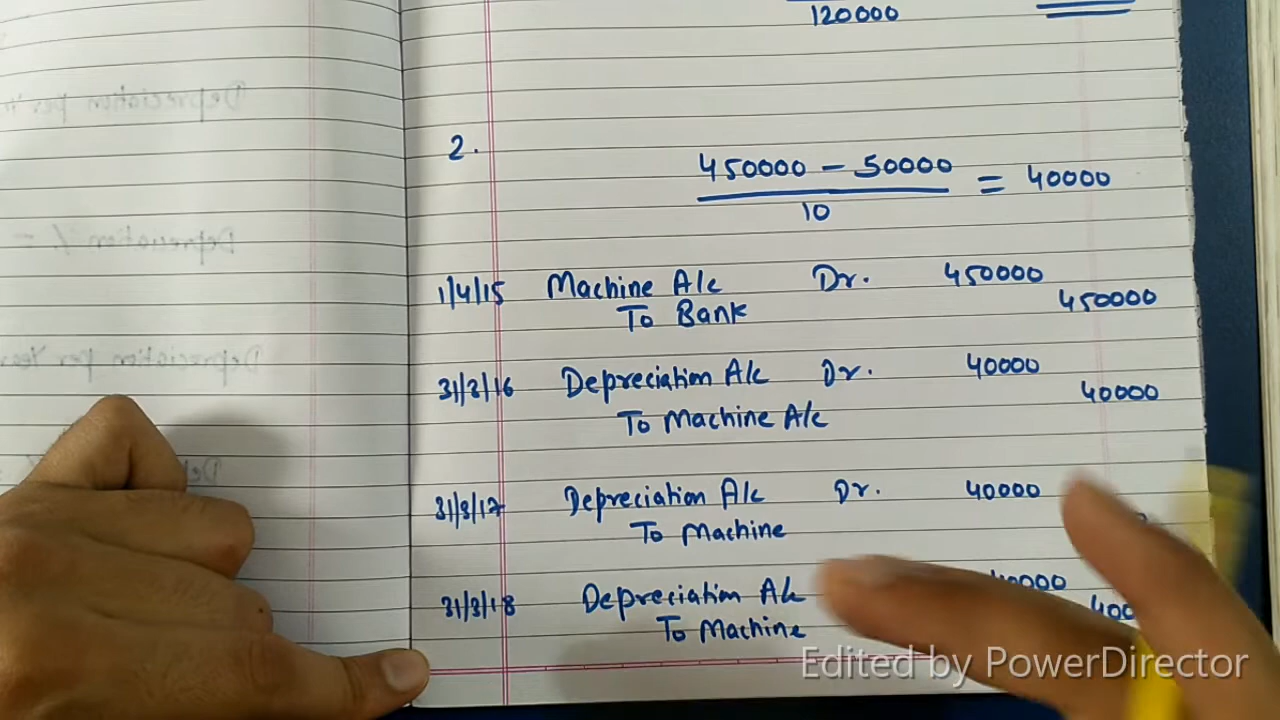 120000
2.
450000 - 50000 = 40000
10
1/4/15 Machine A/c Dr. 450000
To Bank 450000
31/3/16 Depreciation A/c Dr. 40000
To Machine A/c 40000
31/3/17 Depreciation A/c Dr. 40000
To Machine
31/3/18 Depreciation A/c
To Machine
Edited by PowerDirector